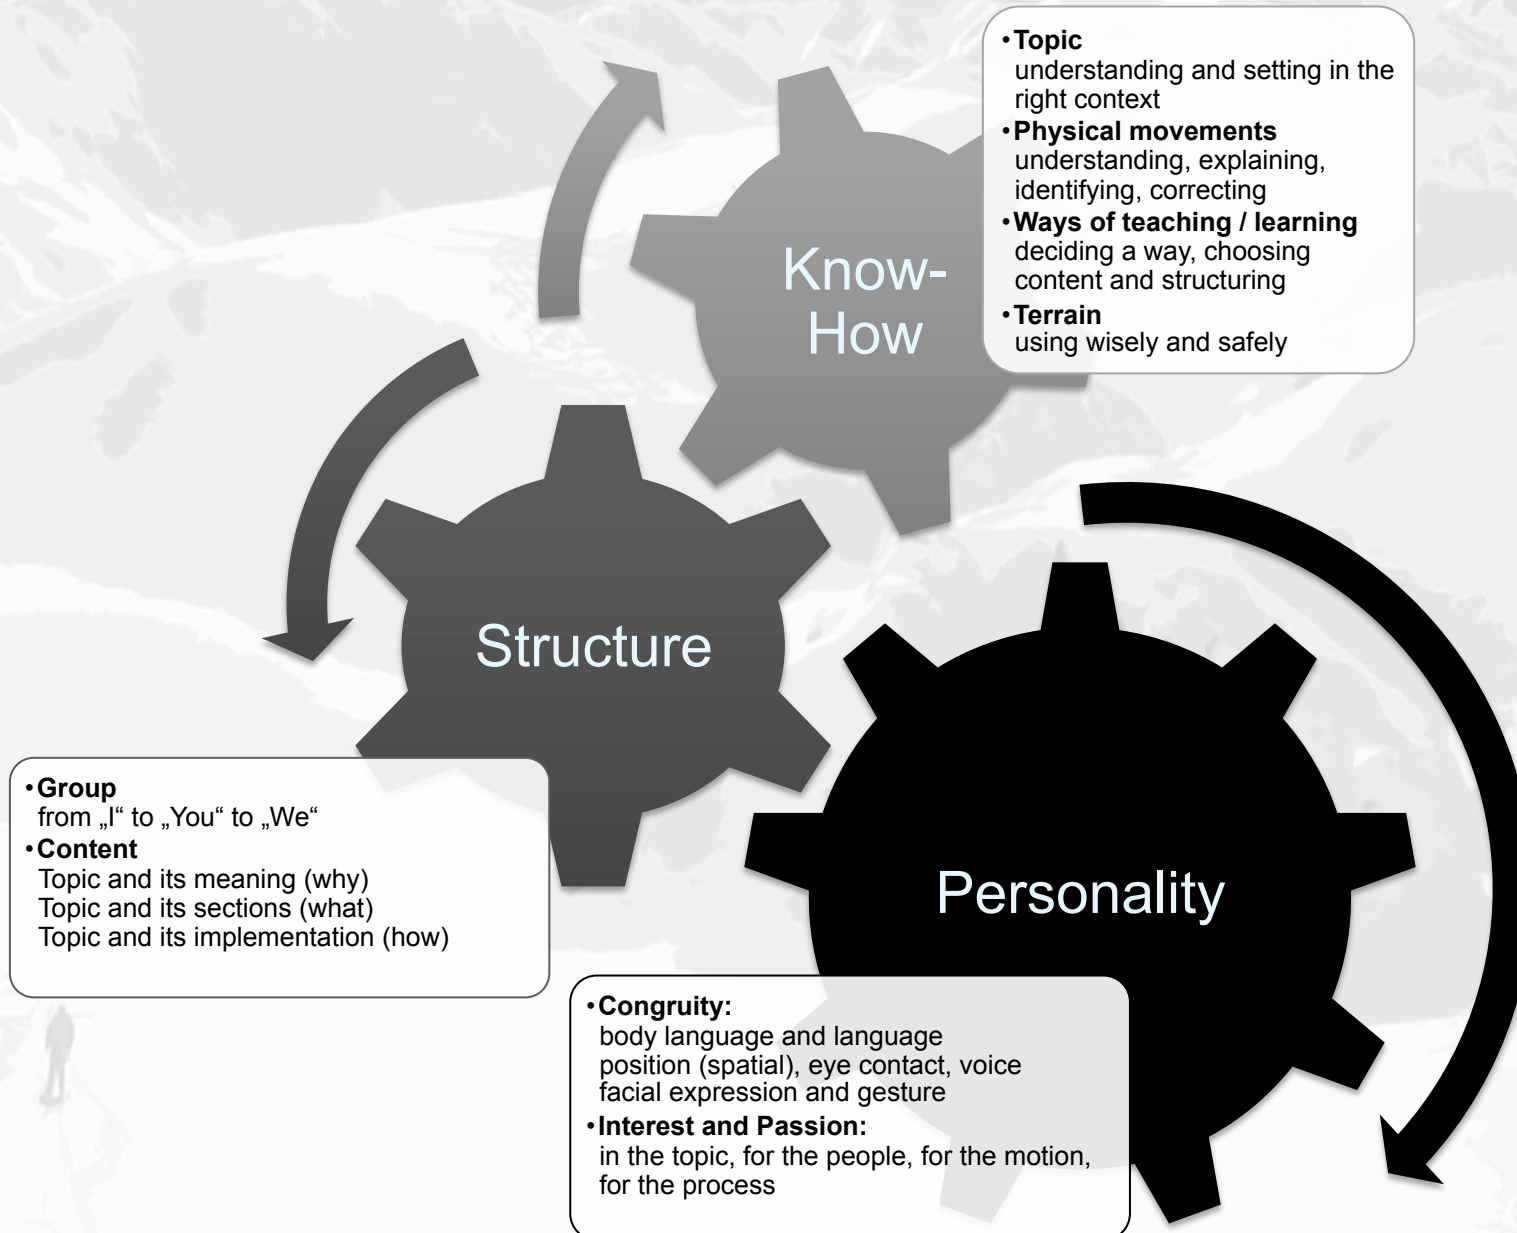 •Topic
understanding and setting in the
right context
•Physical movements
understanding, explaining,
identifying, correcting
•Ways of teaching / learning
deciding a way, choosing
content and structuring
•Terrain
using wisely and safely
Know-
How
Structure
•Group
from „I“ to „You“ to „We“
•Content
Topic and its meaning (why)
Topic and its sections (what)
Topic and its implementation (how)
Personality
•Congruity:
body language and language
position (spatial), eye contact, voice
facial expression and gesture
•Interest and Passion:
in the topic, for the people, for the motion,
for the process